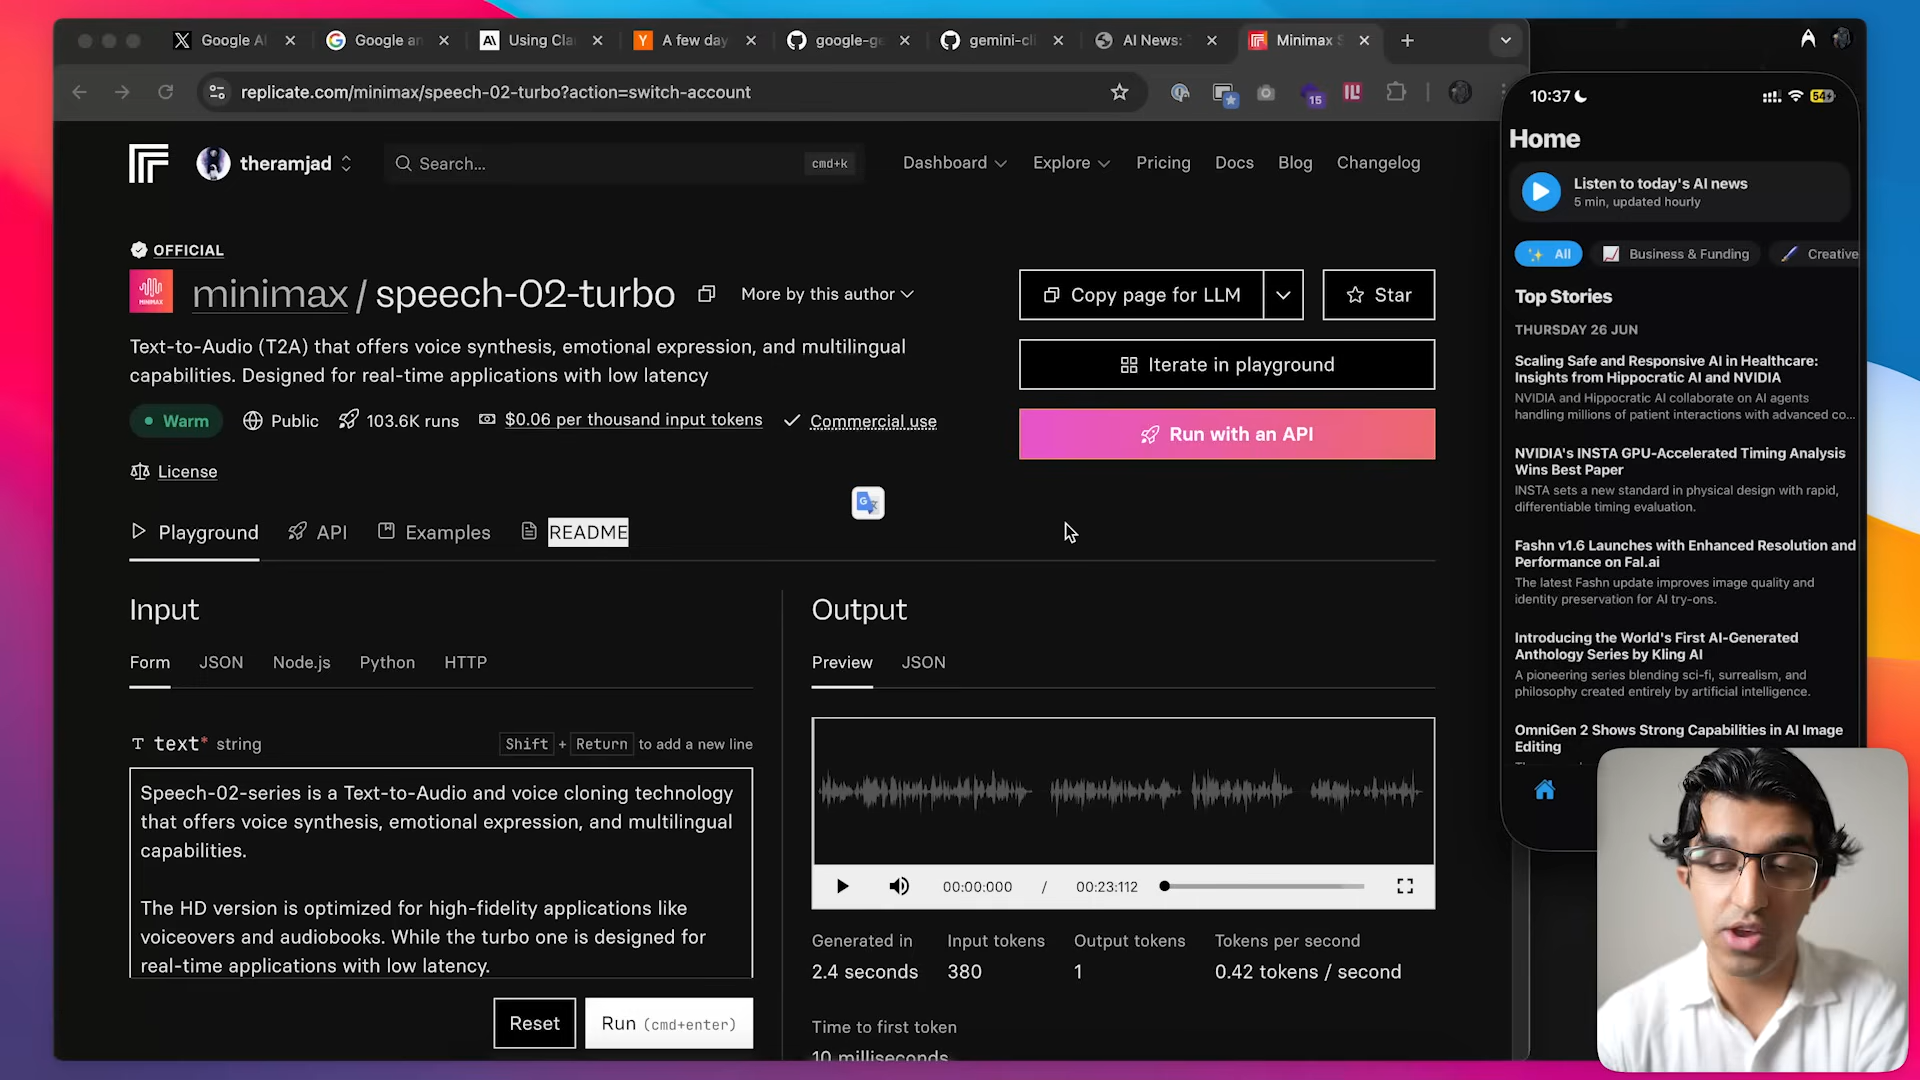 Google AI
Google an
AI
Using Cla
Y
A few day
google-ge
gemini-cli
AI News:
Minimax S
replicate.com/minimax/speech-02-turbo?action=switch-account
15
theramjad
Search...
cmd+k
Dashboard
Explore
Pricing
Docs
Blog
Changelog
OFFICIAL
MINIMAX
minimax / speech-02-turbo
More by this author
Copy page for LLM
Star
Text-to-Audio (T2A) that offers voice synthesis, emotional expression, and multilingual
capabilities. Designed for real-time applications with low latency
Iterate in playground
Warm
Public
103.6K runs
$0.06 per thousand input tokens
Commercial use
Run with an API
License
Playground
API
Examples
README
Input
Form
JSON
Node.js
Python
HTTP
T text* string
Shift + Return to add a new line
Speech-02-series is a Text-to-Audio and voice cloning technology
that offers voice synthesis, emotional expression, and multilingual
capabilities.
The HD version is optimized for high-fidelity applications like
voiceovers and audiobooks. While the turbo one is designed for
real-time applications with low latency.
Reset
Run (cmd+enter)
Output
Preview
JSON
00:00:000 / 00:23:112
Generated in
Input tokens
Output tokens
Tokens per second
2.4 seconds
380
1
0.42 tokens / second
Time to first token
10 milliseconds
10:37
54
Home
Listen to today's AI news
5 min, updated hourly
All
Business & Funding
Creative
Top Stories
THURSDAY 26 JUN
Scaling Safe and Responsive AI in Healthcare:
Insights from Hippocratic AI and NVIDIA
NVIDIA and Hippocratic AI collaborate on AI agents
handling millions of patient interactions with advanced co...
NVIDIA's INSTA GPU-Accelerated Timing Analysis
Wins Best Paper
INSTA sets a new standard in physical design with rapid,
differentiable timing evaluation.
Fashn v1.6 Launches with Enhanced Resolution and
Performance on Fal.ai
The latest Fashn update improves image quality and
identity preservation for AI try-ons.
Introducing the World's First AI-Generated
Anthology Series by Kling AI
A pioneering series blending sci-fi, surrealism, and
philosophy created entirely by artificial intelligence.
OmniGen 2 Shows Strong Capabilities in AI Image
Editing